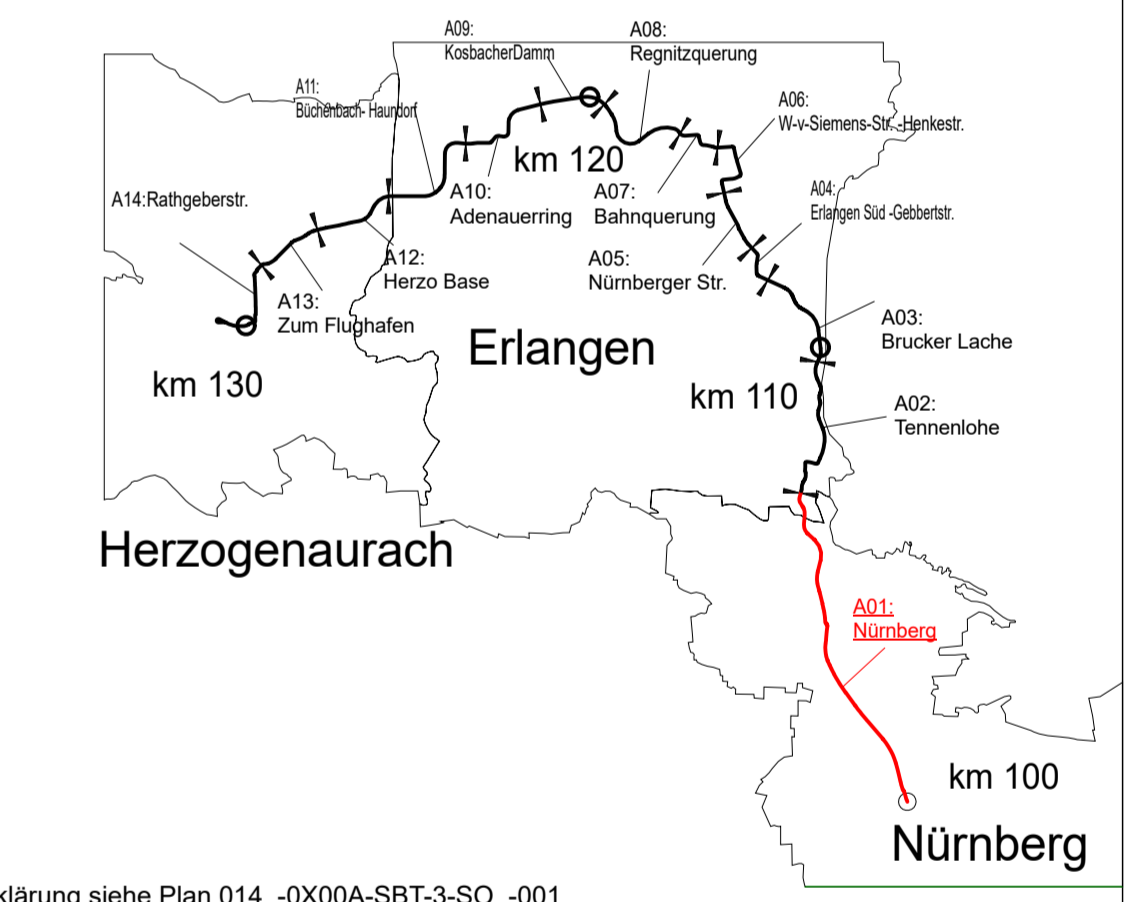 A09:
KosbacherDamm
A08:
Regnitzquerung
A11:
Büchenbach- Haundorf
A06:
W-v-Siemens-Str. -Henkestr.
km 120
A14:Rathgeberstr.
A10:
Adenauerring
A07:
Bahnquerung
A04:
Erlangen Süd -Gebbertstr.
A12:
Herzo Base
A05:
Nürnberger Str.
A13:
Zum Flughafen
A03:
Brucker Lache
Erlangen
km 130
km 110
A02:
Tennenlohe
Herzogenaurach
A01:
Nürnberg
km 100
Nürnberg
klärung siehe Plan 014_-0X00A-SBT-3-SO_-001